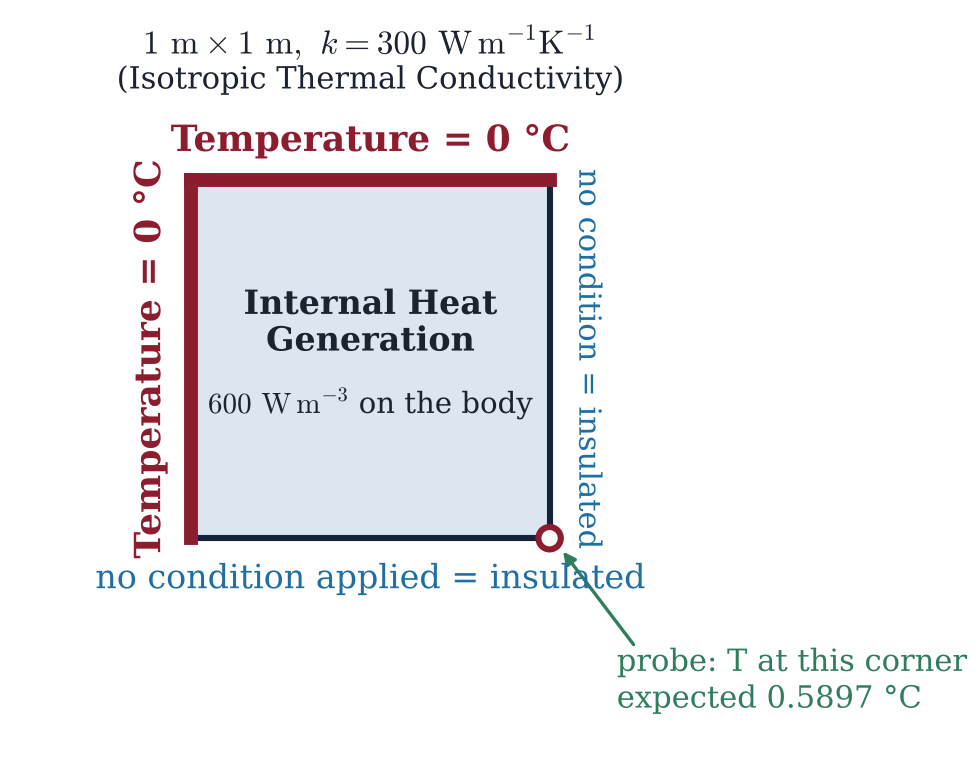 1 m × 1 m, k = 300 W m⁻¹K⁻¹
(Isotropic Thermal Conductivity)
Temperature = 0 °C
Temperature = 0 °C
no condition = insulated
Internal Heat
Generation
600 W m⁻³ on the body
no condition applied = insulated
probe: T at this corner
expected 0.5897 °C